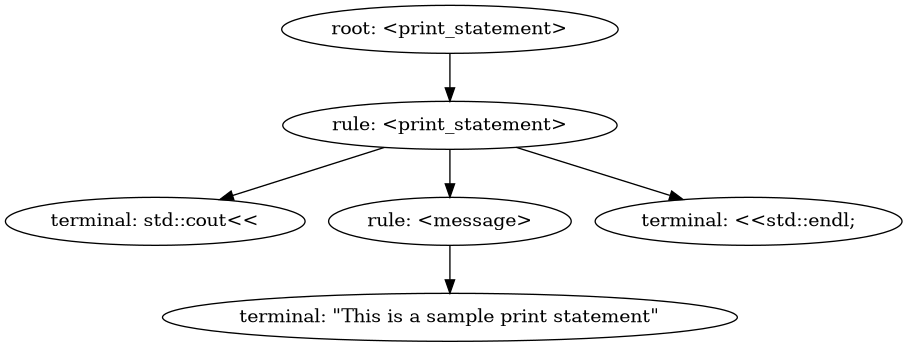 root: <print_statement>
rule: <print_statement>
terminal: std::cout<<
rule: <message>
terminal: <<std::endl;
terminal: "This is a sample print statement"